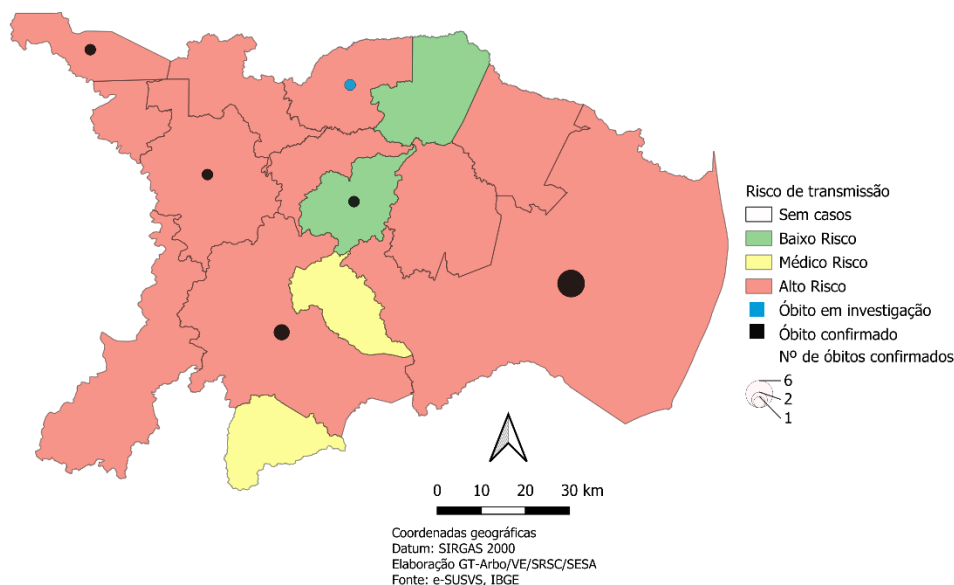 Risco de transmissão
Sem casos
Baixo Risco
Médico Risco
Alto Risco
Óbito em investigação
Óbito confirmado
Nº de óbitos confirmados
6
2
1
0 10 20 30 km
Coordenadas geográficas
Datum: SIRGAS 2000
Elaboração GT-Arbo/VE/SRSC/SESA
Fonte: e-SUSVS, IBGE